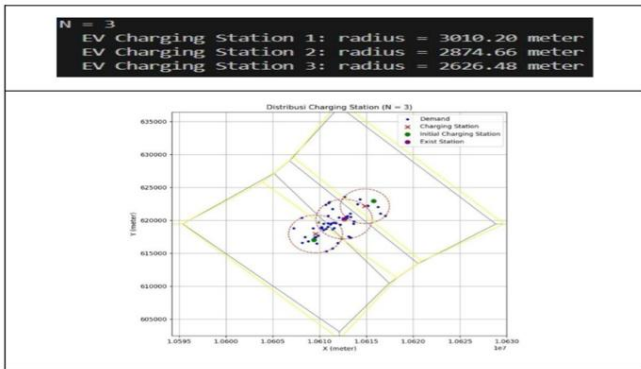 N = 3
EV Charging Station 1: radius = 3010.20 meter
EV Charging Station 2: radius = 2874.66 meter
EV Charging Station 3: radius = 2626.48 meter
Distribusi Charging Station (N = 3)
Demand
Charging Station
Initial Charging Station
Exist Station
635000
630000
625000
620000
615000
610000
605000
Y (meter)
1.0595 1.0600 1.0605 1.0610 1.0615 1.0620 1.0625 1.0630
X (meter)
1e7